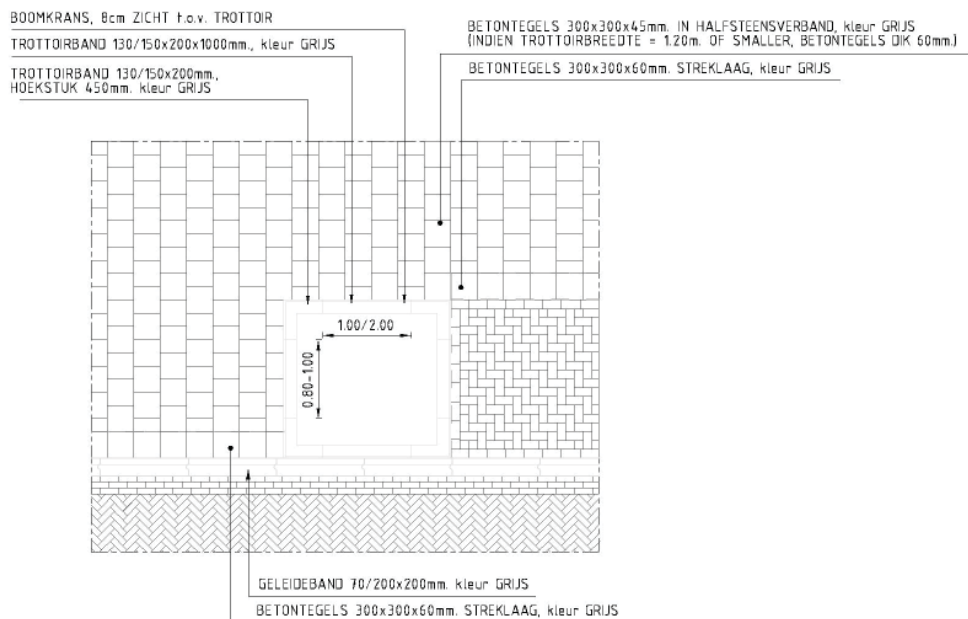 BOOMKRANS, 8cm ZICHT t.o.v. TROTTOIR
TROTTOIRBAND 130/150x200x1000mm., kleur GRIJS
TROTTOIRBAND 130/150x200mm.,
HOEKSTUK 450mm. kleur GRIJS
BETONTEGELS 300x300x45mm. IN HALFSTEENSVERBAND, kleur GRIJS
(INDIEN TROTTOIRBREEDTE = 1.20m. OF SMALLER, BETONTEGELS DIK 60mm.)
BETONTEGELS 300x300x60mm. STREKLAAG, kleur GRIJS
1.00/2.00
0.80-1.00
GELEIDEBAND 70/200x200mm. kleur GRIJS
BETONTEGELS 300x300x60mm. STREKLAAG, kleur GRIJS